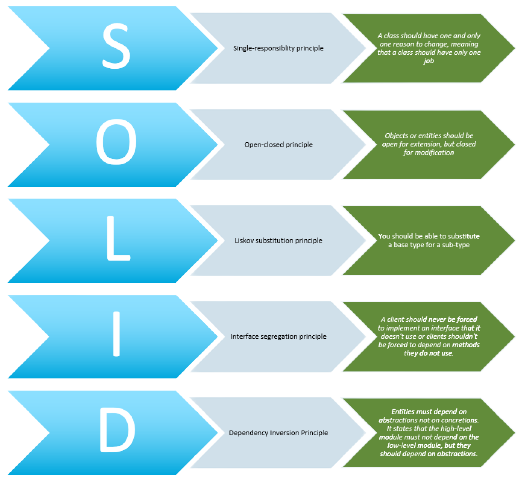 S
Single-responsiblity principle
A class should have one and only
one reason to change, meaning
that a class should have only one
job
O
Open-closed principle
Objects or entities should be
open for extension, but closed
for modification
L
Liskov substitution principle
You should be able to substitute
a base type for a sub-type
I
Interface segregation principle
A client should never be forced
to implement an interface that it
doesn't use or clients shouldn't
be forced to depend on methods
they do not use.
D
Dependency Inversion Principle
Entities must depend on
abstractions not on concretions.
It states that the high-level
module must not depend on the
low-level module, but they
should depend on abstractions.